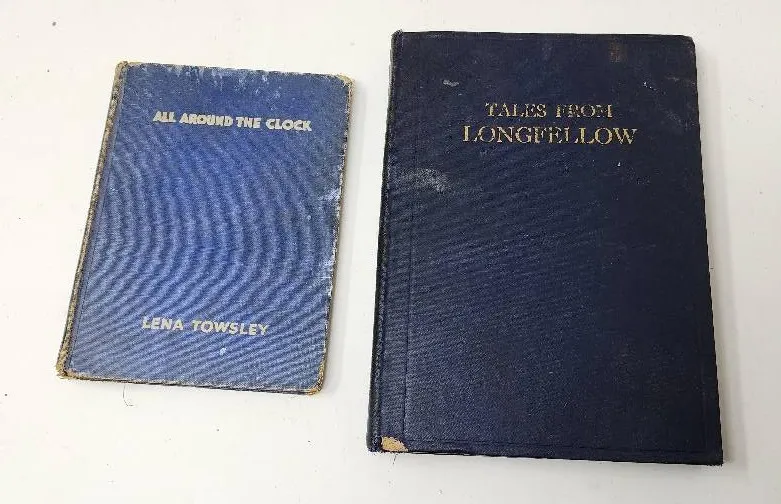 ALL AROUND THE CLOCK
LENA TOWSLEY
TALES FROM
LONGFELLOW